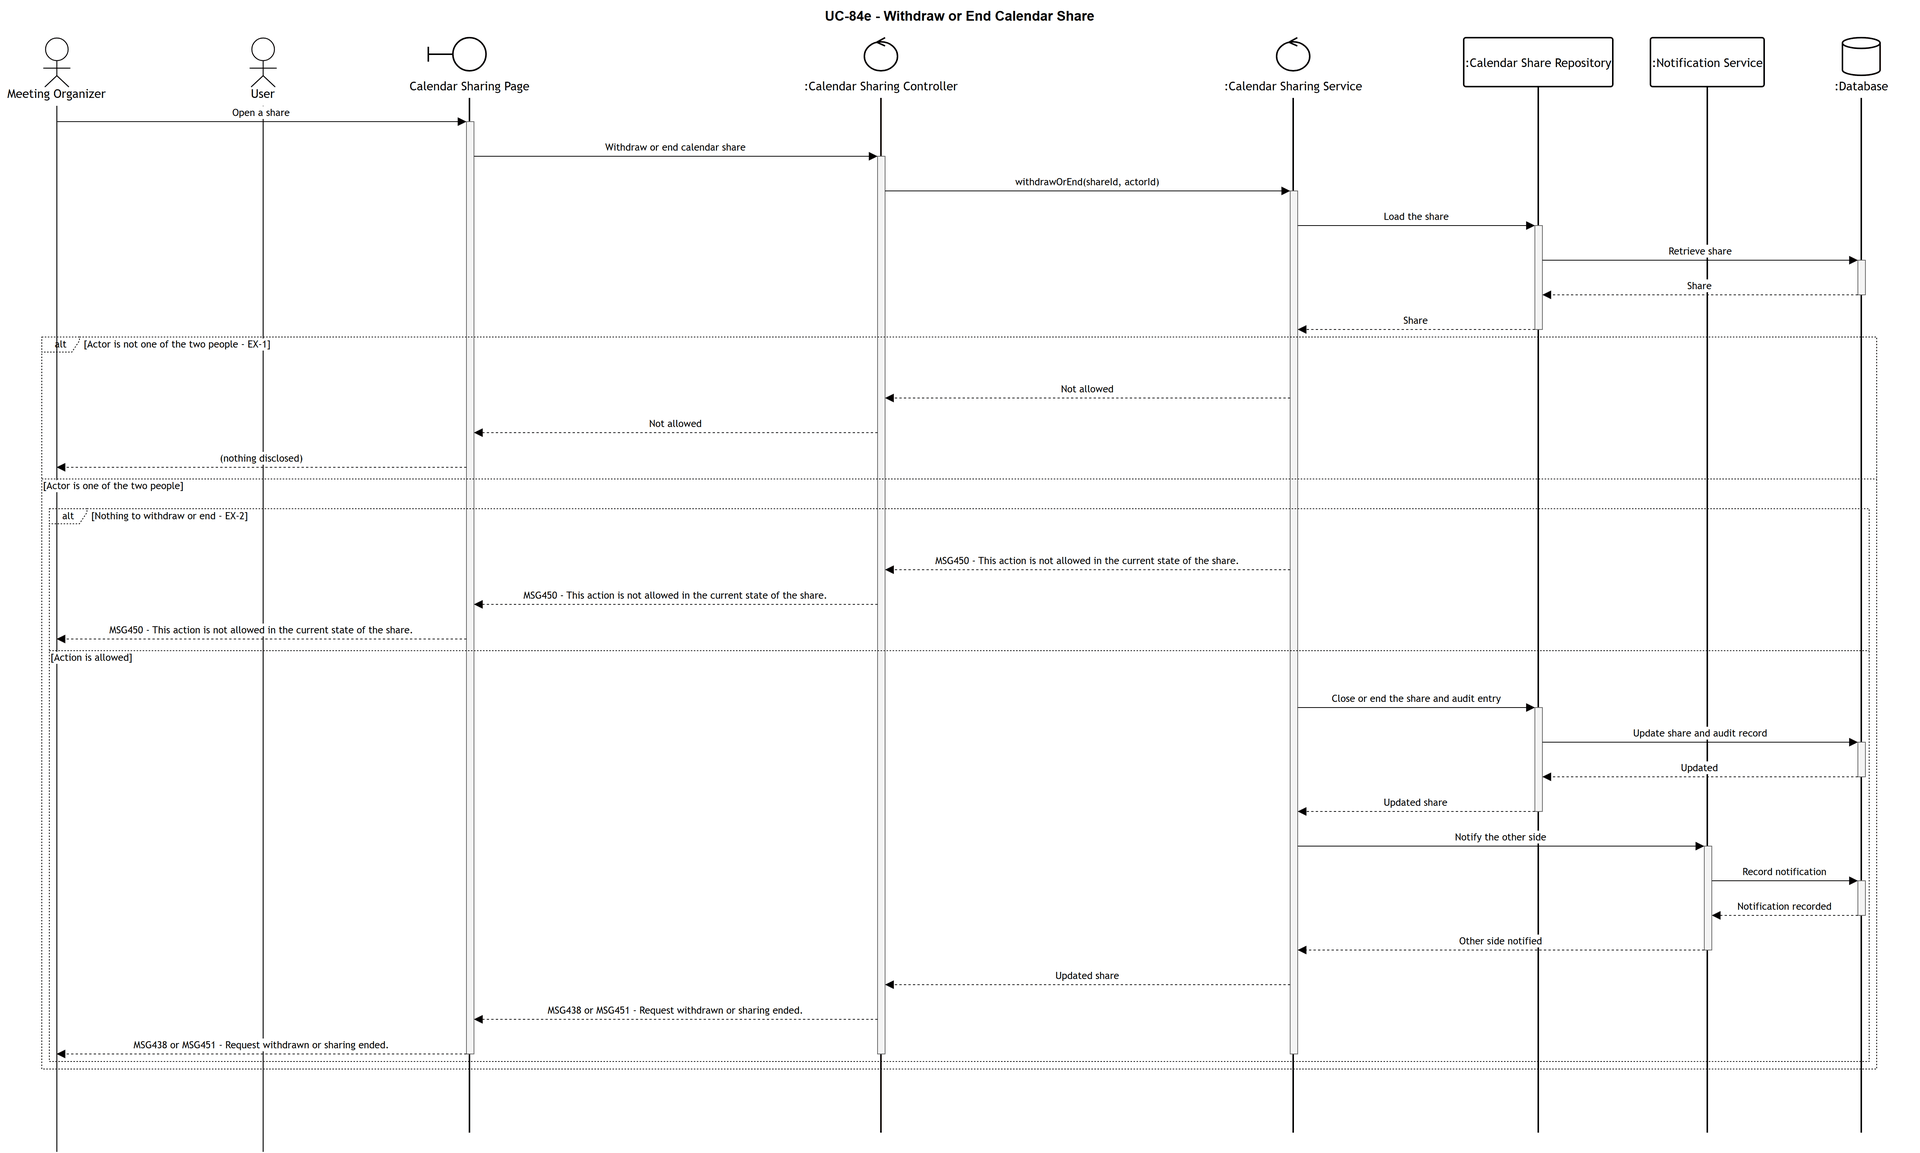 UC-84e - Withdraw or End Calendar Share
Meeting Organizer
User
Calendar Sharing Page
:Calendar Sharing Controller
:Calendar Sharing Service
:Calendar Share Repository
:Notification Service
:Database
Open a share
Withdraw or end calendar share
withdrawOrEnd(shareId, actorId)
Load the share
Retrieve share
Share
Share
alt [Actor is not one of the two people - EX-1]
Not allowed
Not allowed
(nothing disclosed)
[Actor is one of the two people]
alt [Nothing to withdraw or end - EX-2]
MSG450 - This action is not allowed in the current state of the share.
MSG450 - This action is not allowed in the current state of the share.
MSG450 - This action is not allowed in the current state of the share.
[Action is allowed]
Close or end the share and audit entry
Update share and audit record
Updated
Updated share
Notify the other side
Record notification
Notification recorded
Other side notified
Updated share
MSG438 or MSG451 - Request withdrawn or sharing ended.
MSG438 or MSG451 - Request withdrawn or sharing ended.